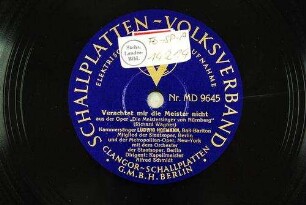 SCHALLPLATTEN - VOLKSVERBAND
ELEKTRISCHE
AUFNAHME
Nr. MD 9645
Verachtet mir die Meister nicht
aus der Oper „Die Meistersinger von Nürnberg"
(Richard Wagner)
Kammersänger LUDWIG HOFMANN, Baß-Bariton
Mitglied der Staatsoper, Berlin
und der Metropolitan-Oper, New-York
mit dem Orchester
der Staatsoper, Berlin
Dirigent: Kapellmeister
Alfred Schmidt
CLANGOR-SCHALLPLATTEN
G.M.B.H. BERLIN